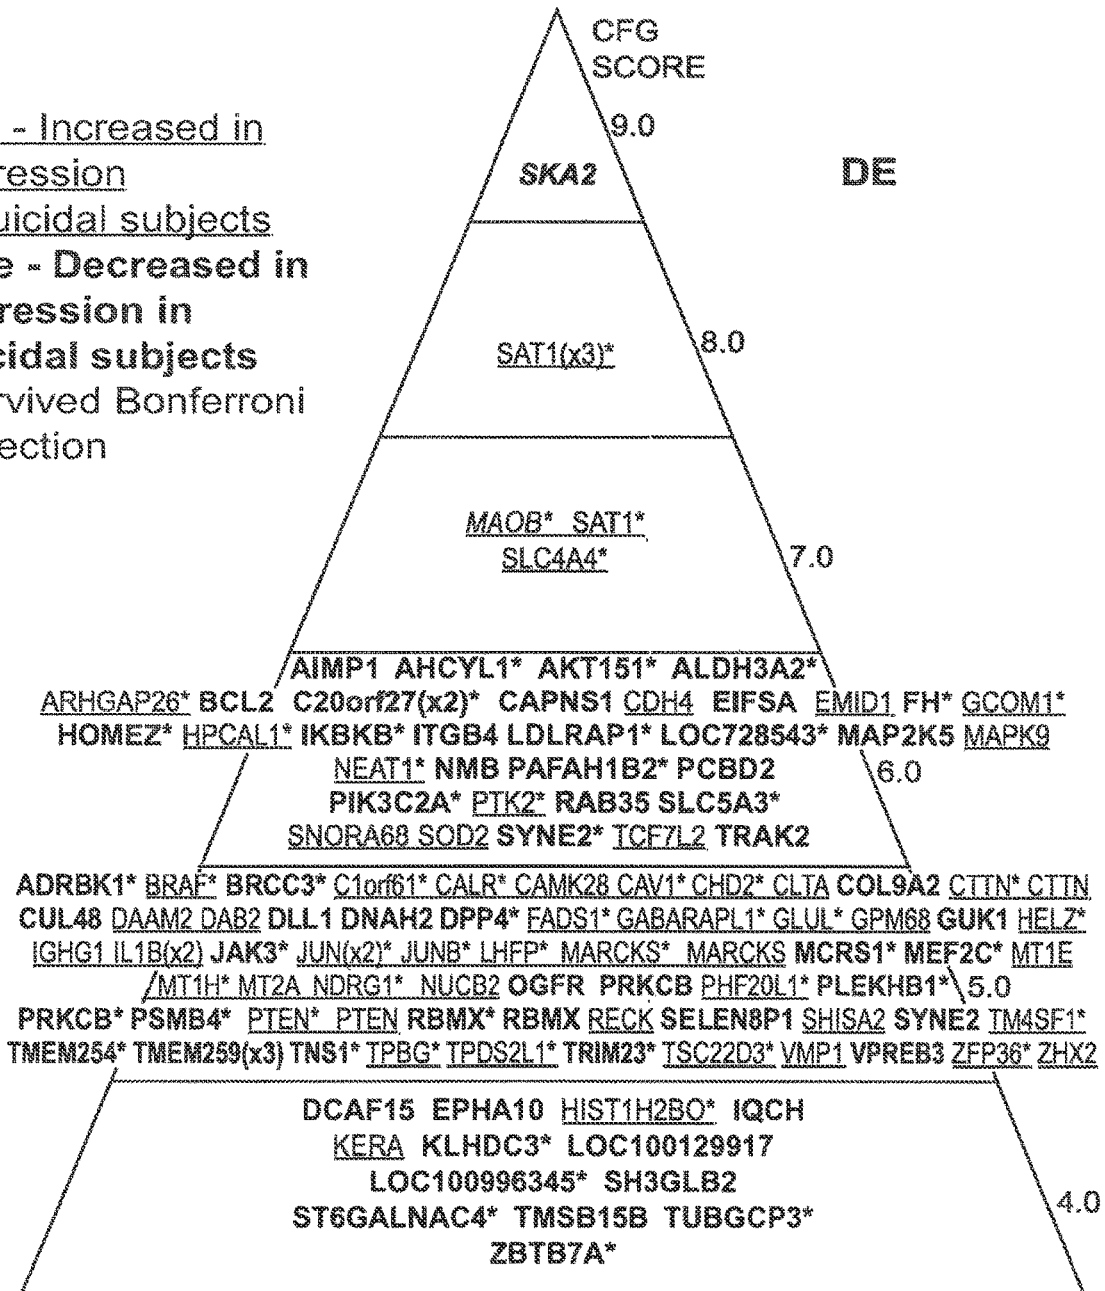 CFG
SCORE
9.0
- Increased in
ression
uicidal subjects
e - Decreased in
ression in
cidal subjects
rvived Bonferroni
ection
DE
SKA2
8.0
SAT1(x3)*
MAOB* SAT1*
SLC4A4*
7.0
AIMP1 AHCYL1* AKT151* ALDH3A2*
ARHGAP26* BCL2 C20orf27(x2)* CAPNS1 CDH4 EIFSA EMID1 FH* GCOM1*
HOMEZ* HPCAL1* IKBKB* ITGB4 LDLRAP1* LOC728543* MAP2K5 MAPK9
NEAT1* NMB PAFAH1B2* PCBD2
6.0
PIK3C2A* PTK2* RAB35 SLC5A3*
SNORA68 SOD2 SYNE2* TCF7L2 TRAK2
ADRBK1* BRAF* BRCC3* C1orf61* CALR* CAMK28 CAV1* CHD2* CLTA COL9A2 CTTN* CTTN
CUL48 DAAM2 DAB2 DLL1 DNAH2 DPP4* FADS1* GABARAPL1* GLUL* GPM68 GUK1 HELZ*
IGHG1 IL1B(x2) JAK3* JUN(x2)* JUNB* LHFP* MARCKS* MARCKS MCRS1* MEF2C* MT1E
MT1H* MT2A NDRG1* NUCB2 OGFR PRKCB PHF20L1* PLEKHB1* 5.0
PRKCB* PSMB4* PTEN* PTEN RBMX* RBMX RECK SELEN8P1 SHISA2 SYNE2 TM4SF1*
TMEM254* TMEM259(x3) TNS1* TPBG* TPDS2L1* TRIM23* TSC22D3* VMP1 VPREB3 ZFP36* ZHX2
DCAF15 EPHA10 HIST1H2BO* IQCH
KERA KLHDC3* LOC100129917
LOC100996345* SH3GLB2
4.0
ST6GALNAC4* TMSB15B TUBGCP3*
ZBTB7A*